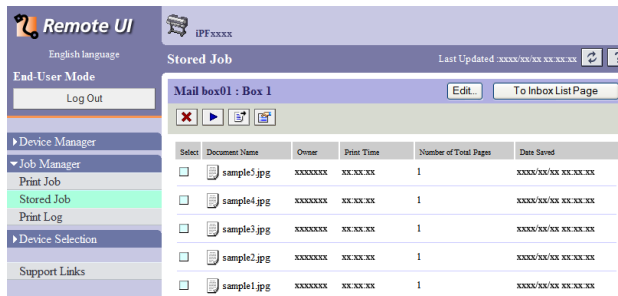 Remote UI
English language
End-User Mode
Log Out
Device Manager
Job Manager
Print Job
Stored Job
Print Log
Device Selection
Support Links
iPFxxxx
Stored Job Last Updated :xxxx/xx/xx xx:xx:xx ?
Mail box01 : Box 1 Edit... To Inbox List Page
Select Document Name Owner Print Time Number of Total Pages Date Saved
sample5.jpg xxxxxxx xx:xx:xx 1 xxxx/xx/xx xx:xx:xx
sample4.jpg xxxxxxx xx:xx:xx 1 xxxx/xx/xx xx:xx:xx
sample3.jpg xxxxxxx xx:xx:xx 1 xxxx/xx/xx xx:xx:xx
sample2.jpg xxxxxxx xx:xx:xx 1 xxxx/xx/xx xx:xx:xx
sample1.jpg xxxxxxx xx:xx:xx 1 xxxx/xx/xx xx:xx:xx